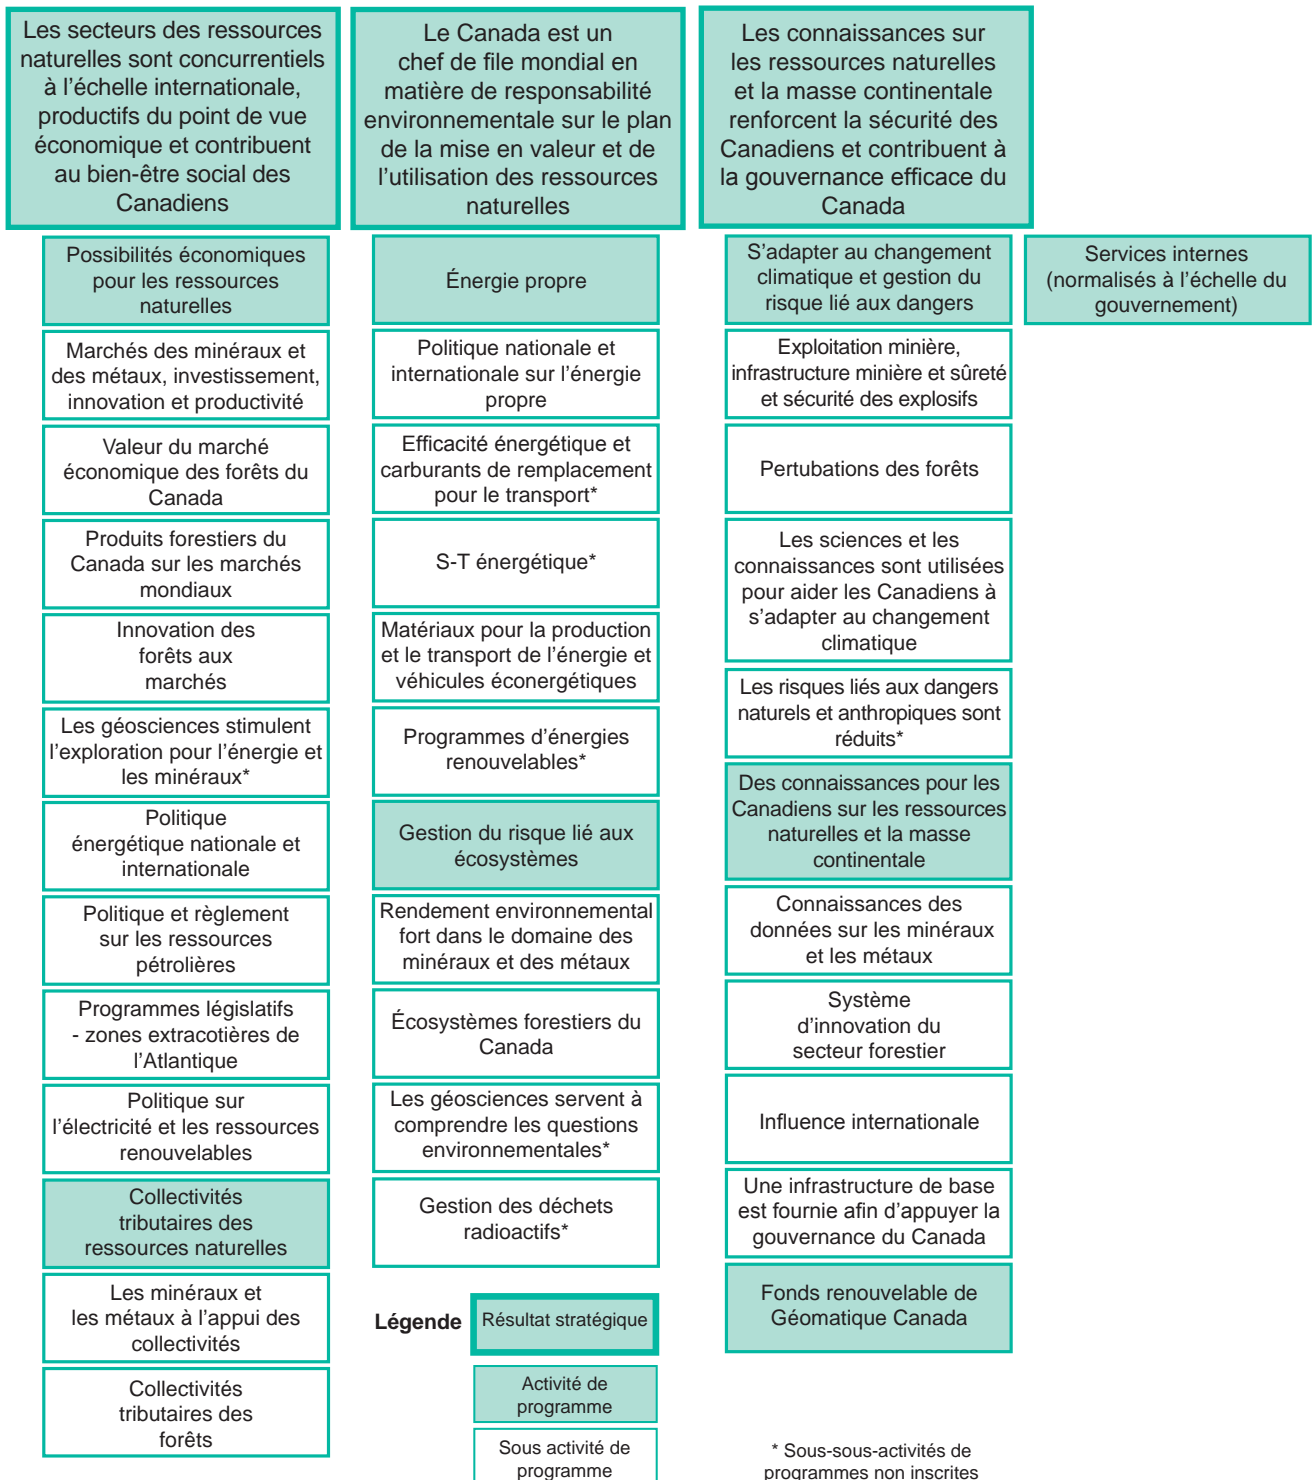 Les secteurs des ressources
naturelles sont concurrentiels
à l'échelle internationale,
productifs du point de vue
économique et contribuent
au bien-être social des
Canadiens
Possibilités économiques
pour les ressources
naturelles
Marchés des minéraux et
des métaux, investissement,
innovation et productivité
Valeur du marché
économique des forêts du
Canada
Produits forestiers du
Canada sur les marchés
mondiaux
Innovation des
forêts aux
marchés
Les géosciences stimulent
l'exploration pour l'énergie et
les minéraux*
Politique
énergétique nationale et
internationale
Politique et règlement
sur les ressources
pétrolières
Programmes législatifs
- zones extracotières de
l'Atlantique
Politique sur
l'électricité et les ressources
renouvelables
Collectivités
tributaires des
ressources naturelles
Les minéraux et
les métaux à l'appui des
collectivités
Collectivités
tributaires des
forêts
Le Canada est un
chef de file mondial en
matière de responsabilité
environnementale sur le plan
de la mise en valeur et de
l'utilisation des ressources
naturelles
Énergie propre
Politique nationale et
internationale sur l'énergie
propre
Efficacité énergétique et
carburants de remplacement
pour le transport*
S-T énergétique*
Matériaux pour la production
et le transport de l'énergie et
véhicules éconergétiques
Programmes d'énergies
renouvelables*
Gestion du risque lié aux
écosystèmes
Rendement environnemental
fort dans le domaine des
minéraux et des métaux
Écosystèmes forestiers du
Canada
Les géosciences servent à
comprendre les questions
environnementales*
Gestion des déchets
radioactifs*
Les connaissances sur
les ressources naturelles
et la masse continentale
renforcent la sécurité des
Canadiens et contribuent à
la gouvernance efficace du
Canada
S'adapter au changement
climatique et gestion du
risque lié aux dangers
Exploitation minière,
infrastructure minière et sûreté
et sécurité des explosifs
Pertubations des forêts
Les sciences et les
connaissances sont utilisées
pour aider les Canadiens à
s'adapter au changement
climatique
Les risques liés aux dangers
naturels et anthropiques sont
réduits*
Des connaissances pour les
Canadiens sur les ressources
naturelles et la masse
continentale
Connaissances des
données sur les minéraux
et les métaux
Système
d'innovation du
secteur forestier
Influence internationale
Une infrastructure de base
est fournie afin d'appuyer la
gouvernance du Canada
Fonds renouvelable de
Géomatique Canada
Services internes
(normalisés à l'échelle du
gouvernement)
Légende
Résultat stratégique
Activité de
programme
Sous activité de
programme
* Sous-sous-activités de
programmes non inscrites